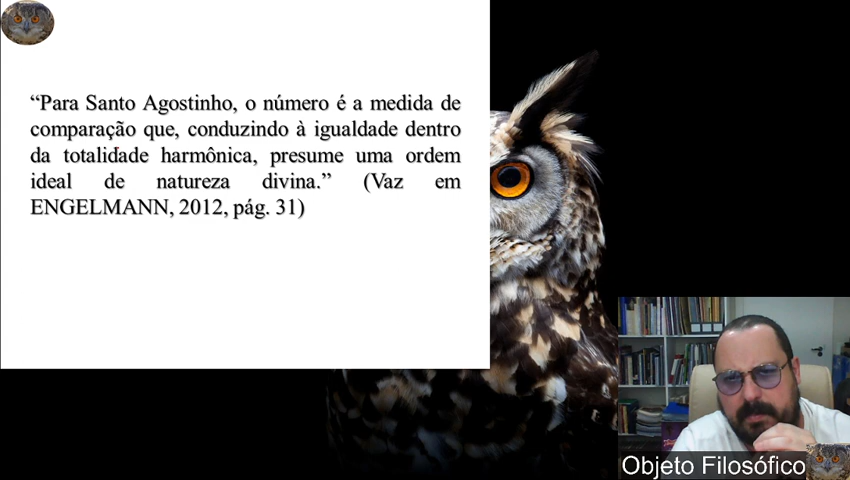 “Para Santo Agostinho, o número é a medida de
comparação que, conduzindo à igualdade dentro
da totalidade harmônica, presume uma ordem
ideal de natureza divina.” (Vaz em
ENGELMANN, 2012, pág. 31)
Objeto Filosófico